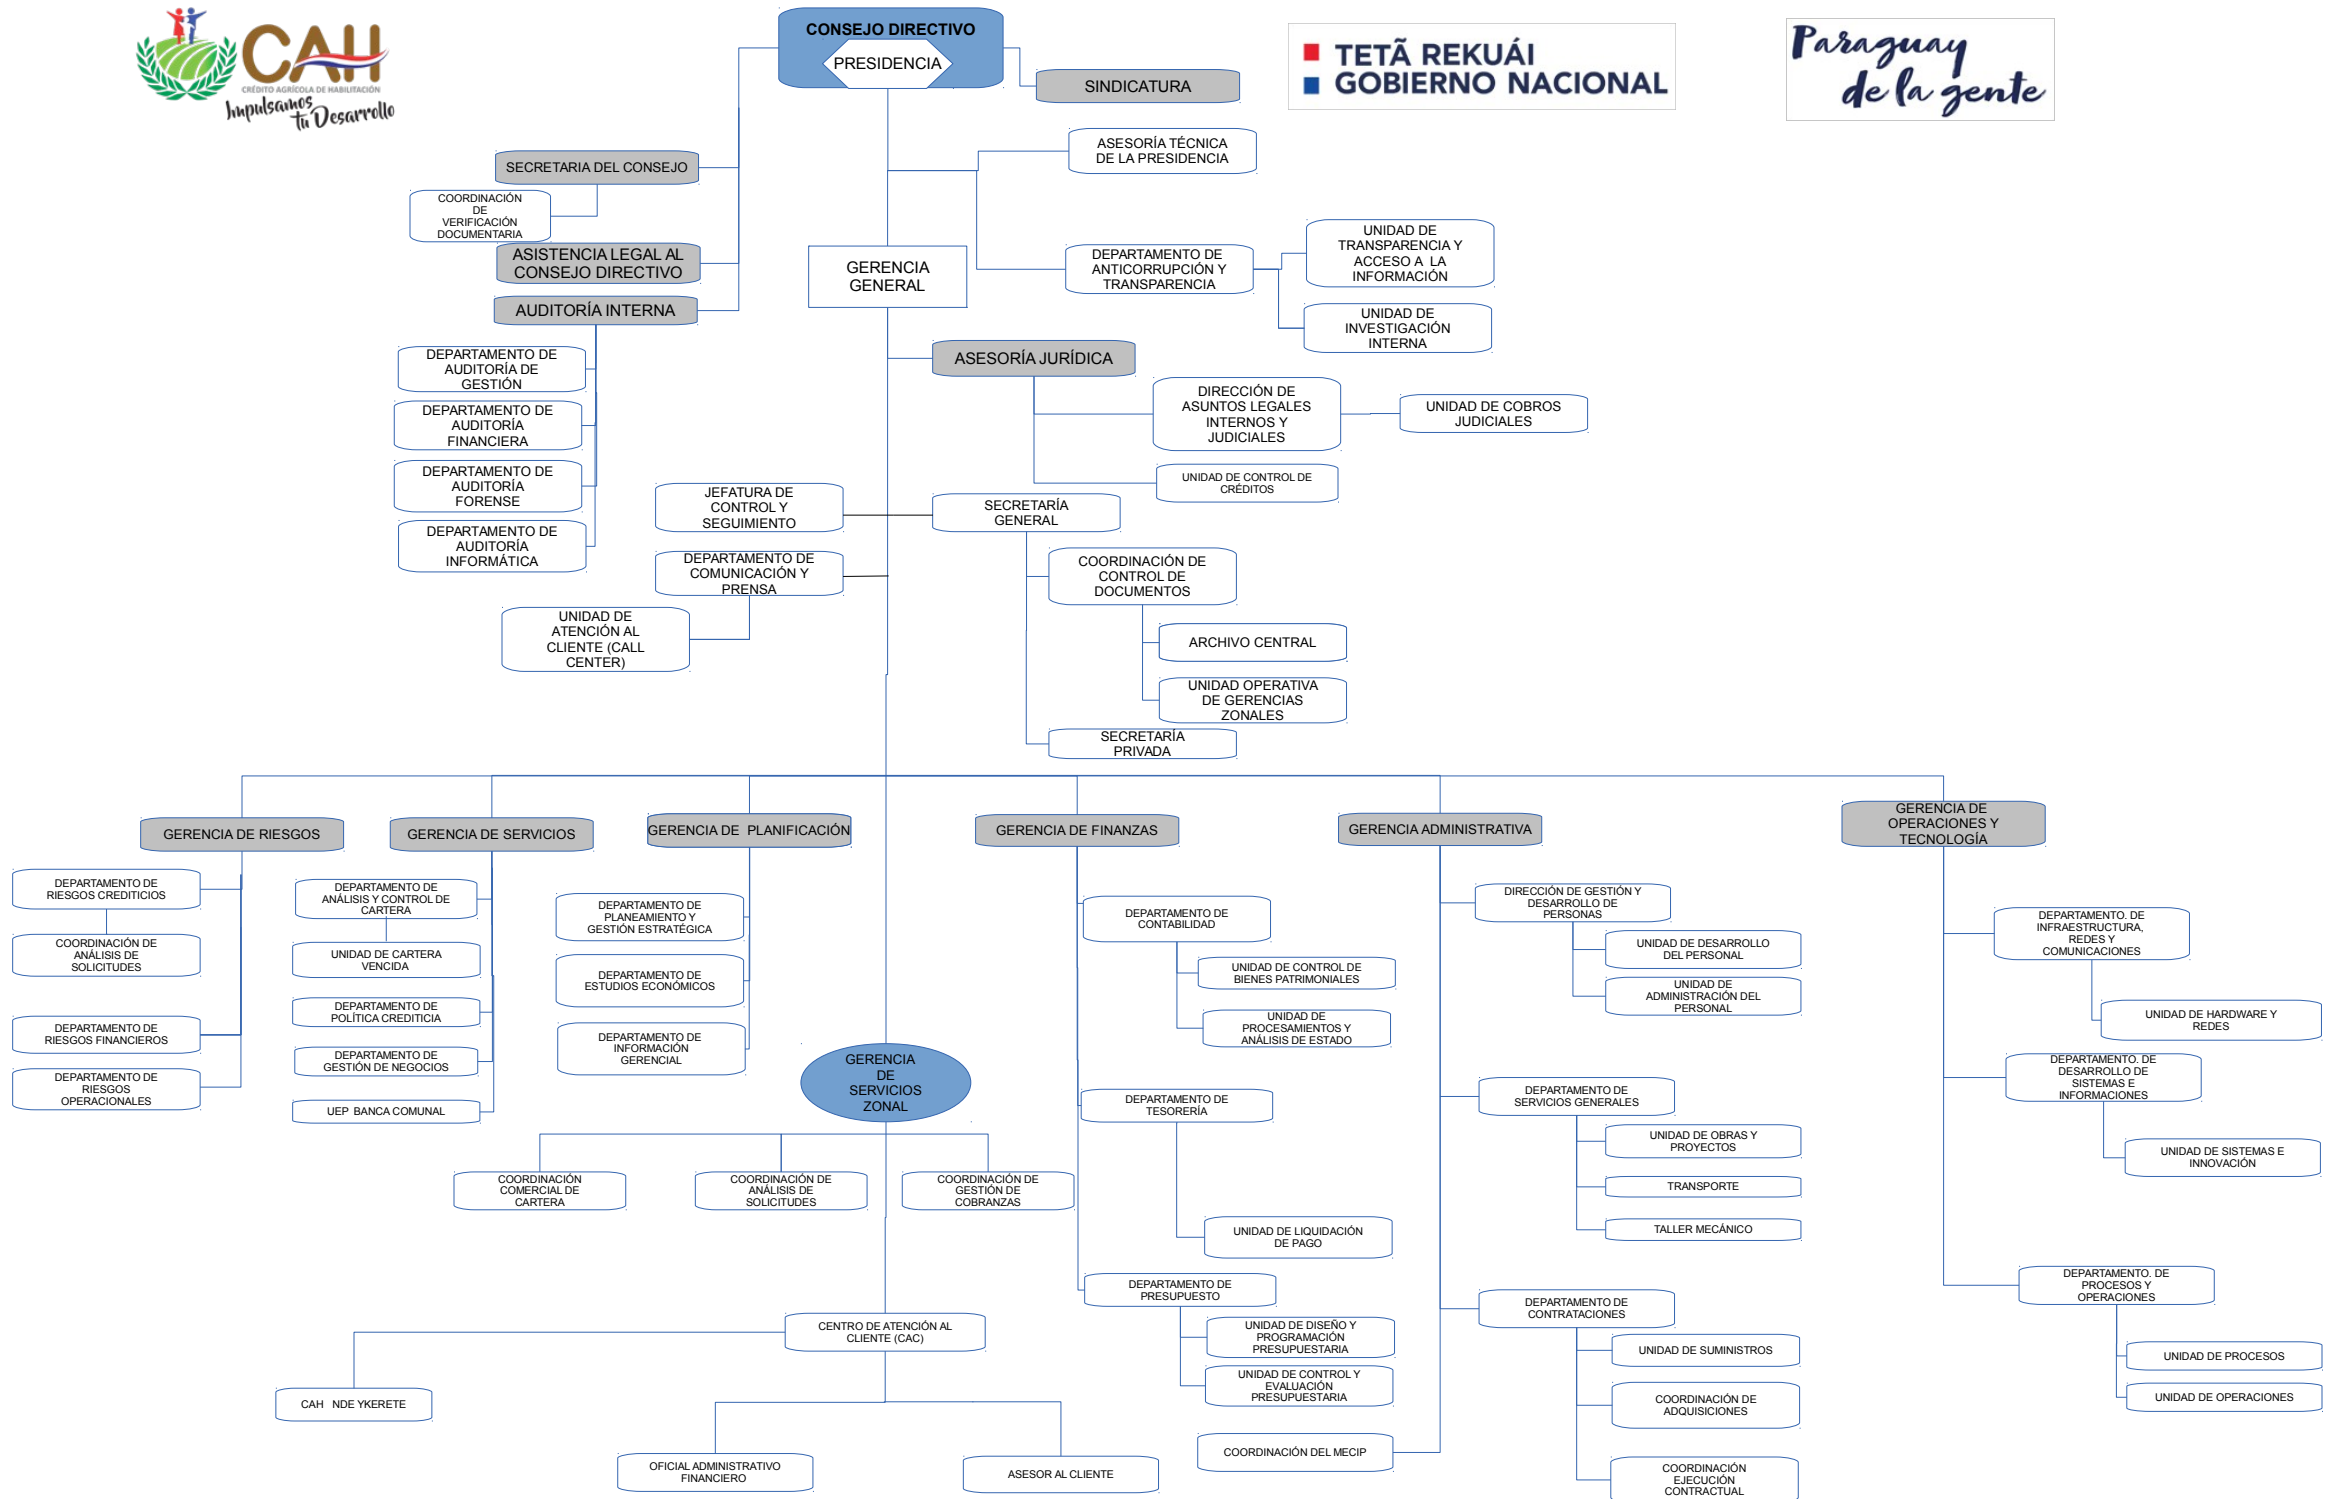 CAH
CRÉDITO AGRÍCOLA DE HABILITACIÓN
Impulsamos
tu Desarrollo
CONSEJO DIRECTIVO
PRESIDENCIA
TETÃ REKUÁI
GOBIERNO NACIONAL
Paraguay
de la gente
SINDICATURA
ASESORÍA TÉCNICA
DE LA PRESIDENCIA
SECRETARIA DEL CONSEJO
COORDINACIÓN
DE
VERIFICACIÓN
DOCUMENTARIA
ASISTENCIA LEGAL AL
CONSEJO DIRECTIVO
AUDITORÍA INTERNA
GERENCIA
GENERAL
DEPARTAMENTO DE
ANTICORRUPCIÓN Y
TRANSPARENCIA
UNIDAD DE
TRANSPARENCIA Y
ACCESO A LA
INFORMACIÓN
UNIDAD DE
INVESTIGACIÓN
INTERNA
DEPARTAMENTO DE
AUDITORÍA DE
GESTIÓN
DEPARTAMENTO DE
AUDITORÍA
FINANCIERA
DEPARTAMENTO DE
AUDITORÍA
FORENSE
DEPARTAMENTO DE
AUDITORÍA
INFORMÁTICA
ASESORÍA JURÍDICA
DIRECCIÓN DE
ASUNTOS LEGALES
INTERNOS Y
JUDICIALES
UNIDAD DE COBROS
JUDICIALES
UNIDAD DE CONTROL DE
CRÉDITOS
JEFATURA DE
CONTROL Y
SEGUIMIENTO
SECRETARÍA
GENERAL
DEPARTAMENTO DE
COMUNICACIÓN Y
PRENSA
UNIDAD DE
ATENCIÓN AL
CLIENTE (CALL
CENTER)
COORDINACIÓN DE
CONTROL DE
DOCUMENTOS
ARCHIVO CENTRAL
UNIDAD OPERATIVA
DE GERENCIAS
ZONALES
SECRETARÍA
PRIVADA
GERENCIA DE RIESGOS
GERENCIA DE SERVICIOS
GERENCIA DE PLANIFICACIÓN
GERENCIA DE FINANZAS
GERENCIA ADMINISTRATIVA
GERENCIA DE
OPERACIONES Y
TECNOLOGÍA
DEPARTAMENTO DE
RIESGOS CREDITICIOS
COORDINACIÓN DE
ANÁLISIS DE
SOLICITUDES
DEPARTAMENTO DE
RIESGOS FINANCIEROS
DEPARTAMENTO DE
RIESGOS
OPERACIONALES
DEPARTAMENTO DE
ANÁLISIS Y CONTROL DE
CARTERA
UNIDAD DE CARTERA
VENCIDA
DEPARTAMENTO DE
POLÍTICA CREDITICIA
DEPARTAMENTO DE
GESTIÓN DE NEGOCIOS
UEP BANCA COMUNAL
DEPARTAMENTO DE
PLANEAMIENTO Y
GESTIÓN ESTRATÉGICA
DEPARTAMENTO DE
ESTUDIOS ECONÓMICOS
DEPARTAMENTO DE
INFORMACIÓN
GERENCIAL
GERENCIA
DE
SERVICIOS
ZONAL
COORDINACIÓN
COMERCIAL DE
CARTERA
COORDINACIÓN DE
ANÁLISIS DE
SOLICITUDES
COORDINACIÓN DE
GESTIÓN DE
COBRANZAS
CENTRO DE ATENCIÓN AL
CLIENTE (CAC)
CAH NDE YKERETE
OFICIAL ADMINISTRATIVO
FINANCIERO
ASESOR AL CLIENTE
DEPARTAMENTO DE
CONTABILIDAD
UNIDAD DE CONTROL DE
BIENES PATRIMONIALES
UNIDAD DE
PROCESAMIENTOS Y
ANÁLISIS DE ESTADO
DEPARTAMENTO DE
TESORERÍA
UNIDAD DE LIQUIDACIÓN
DE PAGO
DEPARTAMENTO DE
PRESUPUESTO
UNIDAD DE DISEÑO Y
PROGRAMACIÓN
PRESUPUESTARIA
UNIDAD DE CONTROL Y
EVALUACIÓN
PRESUPUESTARIA
COORDINACIÓN DEL MECIP
DIRECCIÓN DE GESTIÓN Y
DESARROLLO DE
PERSONAS
UNIDAD DE DESARROLLO
DEL PERSONAL
UNIDAD DE
ADMINISTRACIÓN DEL
PERSONAL
DEPARTAMENTO DE
SERVICIOS GENERALES
UNIDAD DE OBRAS Y
PROYECTOS
TRANSPORTE
TALLER MECÁNICO
DEPARTAMENTO DE
CONTRATACIONES
UNIDAD DE SUMINISTROS
COORDINACIÓN DE
ADQUISICIONES
COORDINACIÓN
EJECUCIÓN
CONTRACTUAL
DEPARTAMENTO. DE
INFRAESTRUCTURA,
REDES Y
COMUNICACIONES
UNIDAD DE HARDWARE Y
REDES
DEPARTAMENTO. DE
DESARROLLO DE
SISTEMAS E
INFORMACIONES
UNIDAD DE SISTEMAS E
INNOVACIÓN
DEPARTAMENTO. DE
PROCESOS Y
OPERACIONES
UNIDAD DE PROCESOS
UNIDAD DE OPERACIONES